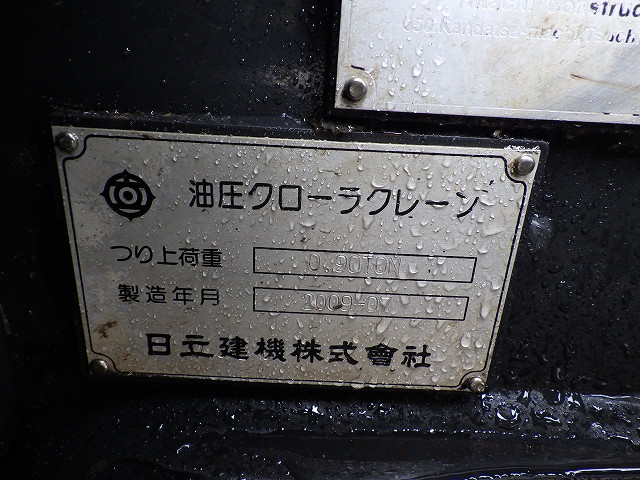 油圧クローラクレーン
つり上荷重 0.90TON
製造年月 2009-07
日立建機株式會社